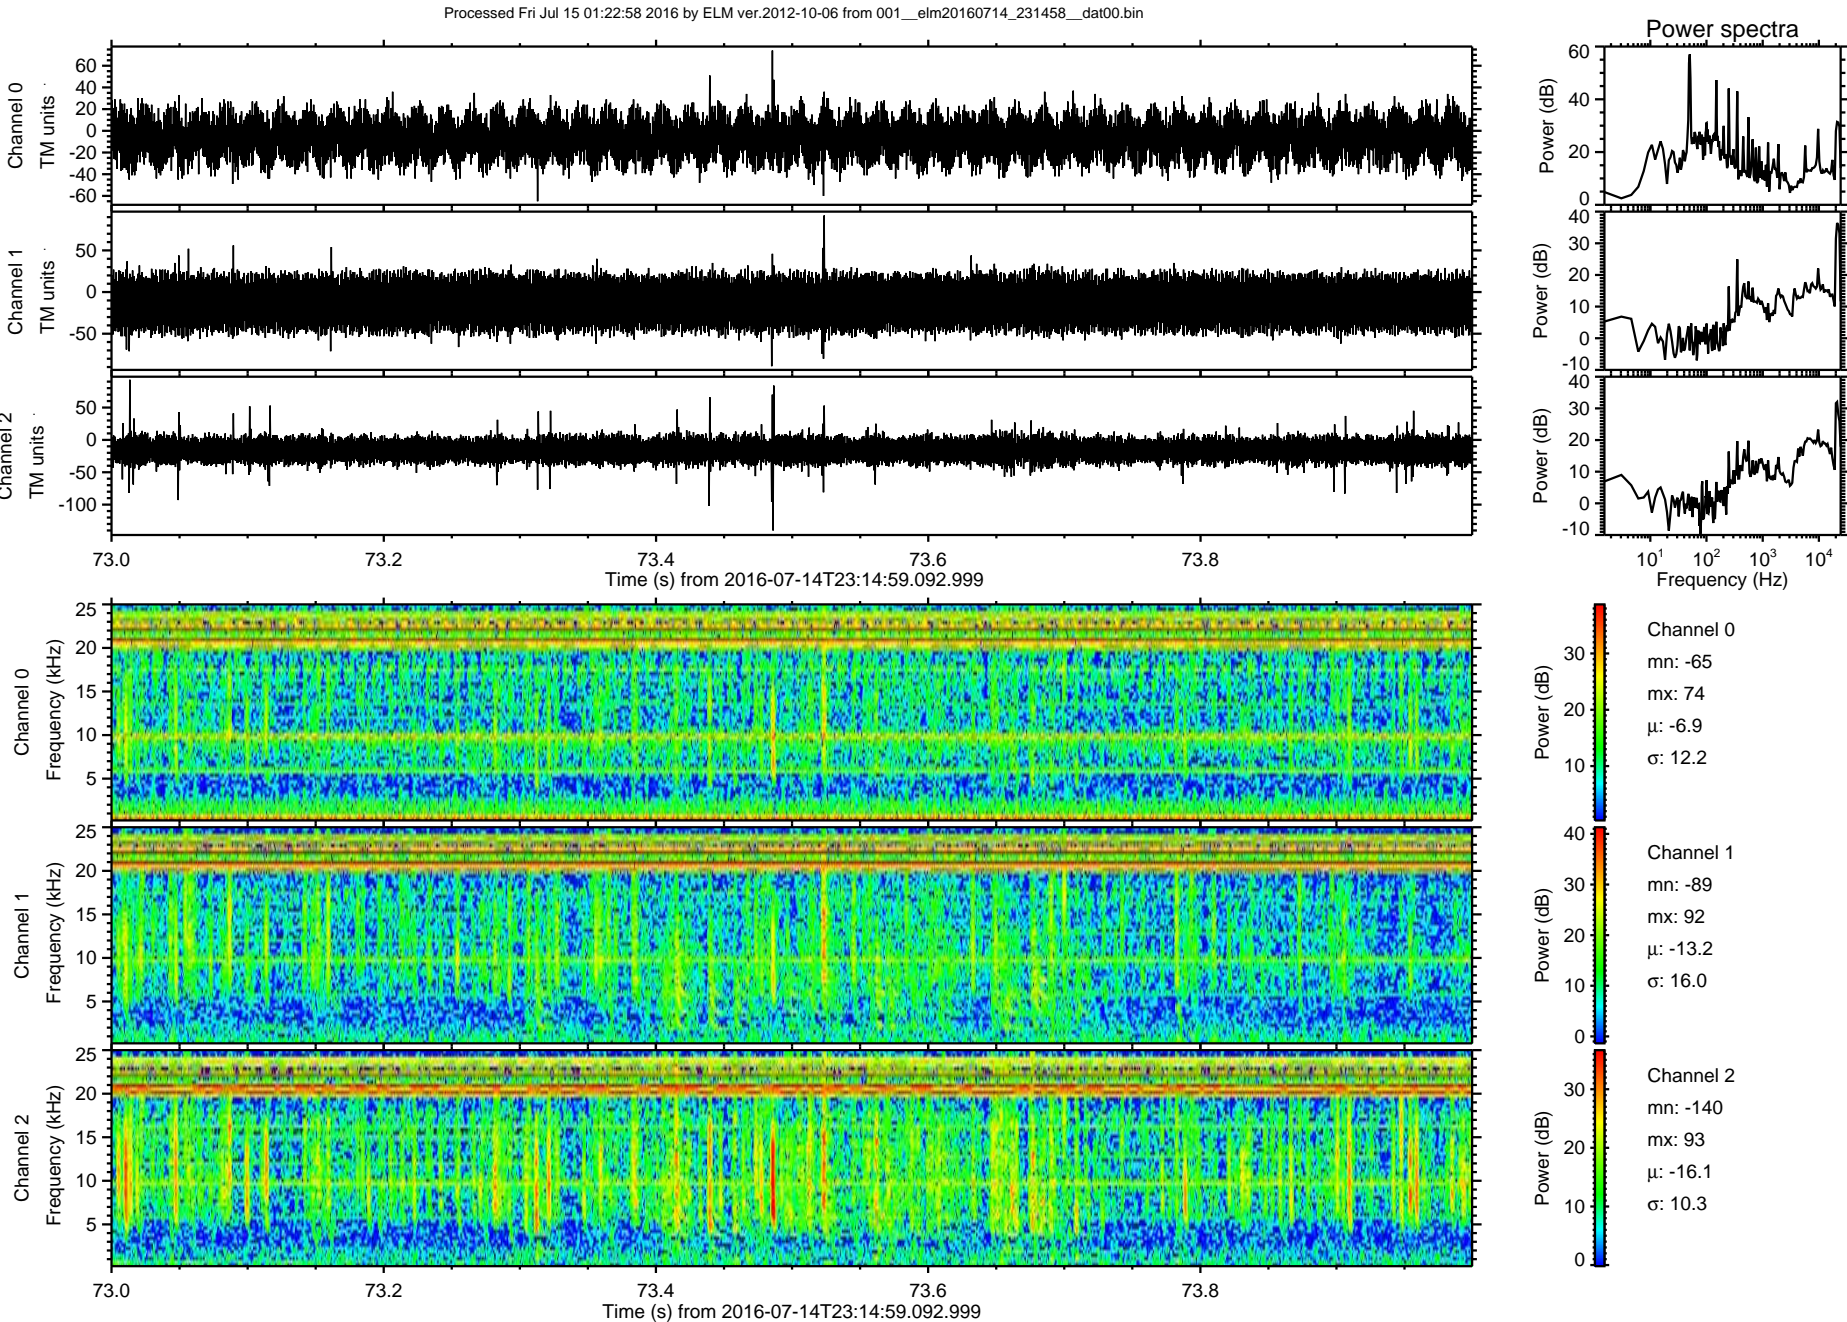 Processed Fri Jul 15 01:22:58 2016 by ELM ver.2012-10-06 from 001__elm20160714_231458__dat00.bin
Power spectra
Channel 0
TM units
60
40
20
0
-20
-40
-60
Power (dB)
60
40
20
0
Channel 1
TM units
50
0
-50
Power (dB)
40
30
20
10
0
-10
Channel 2
TM units
50
0
-50
-100
Power (dB)
40
30
20
10
0
-10
73.0 73.2 73.4 73.6 73.8
Time (s) from 2016-07-14T23:14:59.092.999
10^1 10^2 10^3 10^4
Frequency (Hz)
Channel 0
Frequency (kHz)
25
20
15
10
5
Power (dB)
30
20
10
Channel 0
mn: -65
mx: 74
μ: -6.9
σ: 12.2
Channel 1
Frequency (kHz)
25
20
15
10
5
Power (dB)
40
30
20
10
0
Channel 1
mn: -89
mx: 92
μ: -13.2
σ: 16.0
Channel 2
Frequency (kHz)
25
20
15
10
5
Power (dB)
30
20
10
0
Channel 2
mn: -140
mx: 93
μ: -16.1
σ: 10.3
73.0 73.2 73.4 73.6 73.8
Time (s) from 2016-07-14T23:14:59.092.999